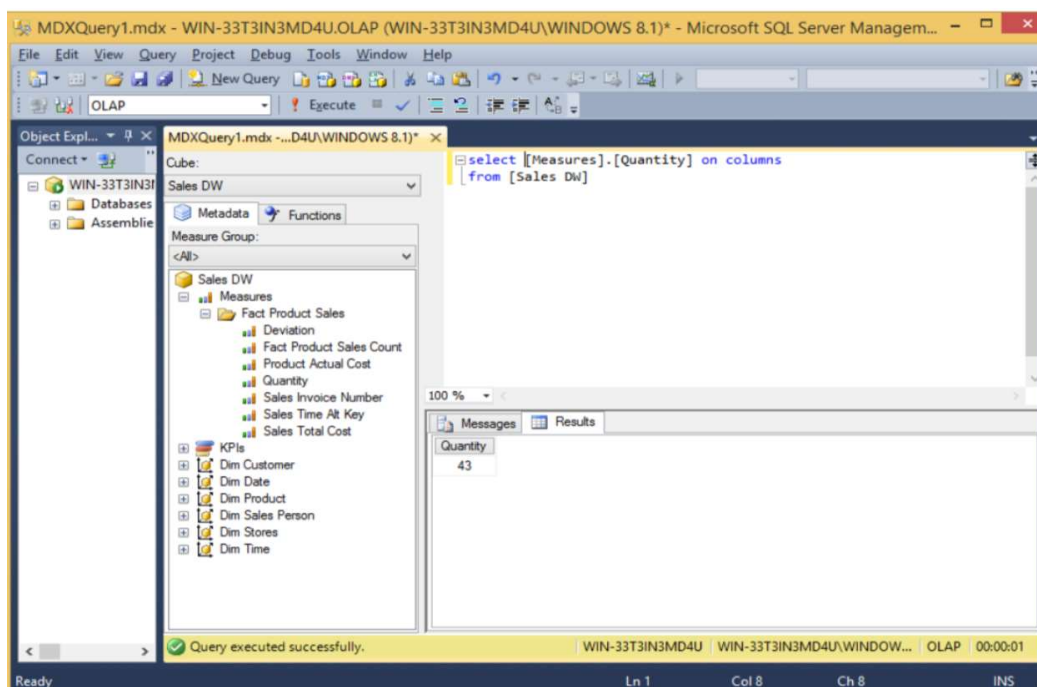 MDXQuery1.mdx - WIN-33T3IN3MD4U.OLAP (WIN-33T3IN3MD4U\WINDOWS 8.1)* - Microsoft SQL Server Managem...
File Edit View Query Project Debug Tools Window Help
New Query
OLAP
Execute
Object Expl...
Connect
WIN-33T3IN3
Databases
Assemblie
MDXQuery1.mdx -...D4U\WINDOWS 8.1)*
Cube:
Sales DW
Metadata Functions
Measure Group:
<All>
Sales DW
Measures
Fact Product Sales
Deviation
Fact Product Sales Count
Product Actual Cost
Quantity
Sales Invoice Number
Sales Time Alt Key
Sales Total Cost
KPIs
Dim Customer
Dim Date
Dim Product
Dim Sales Person
Dim Stores
Dim Time
select [Measures].[Quantity] on columns
from [Sales DW]
100 %
Messages Results
Quantity
43
Query executed successfully. WIN-33T3IN3MD4U WIN-33T3IN3MD4U\WINDOW... OLAP 00:00:01
Ready Ln 1 Col 8 Ch 8 INS